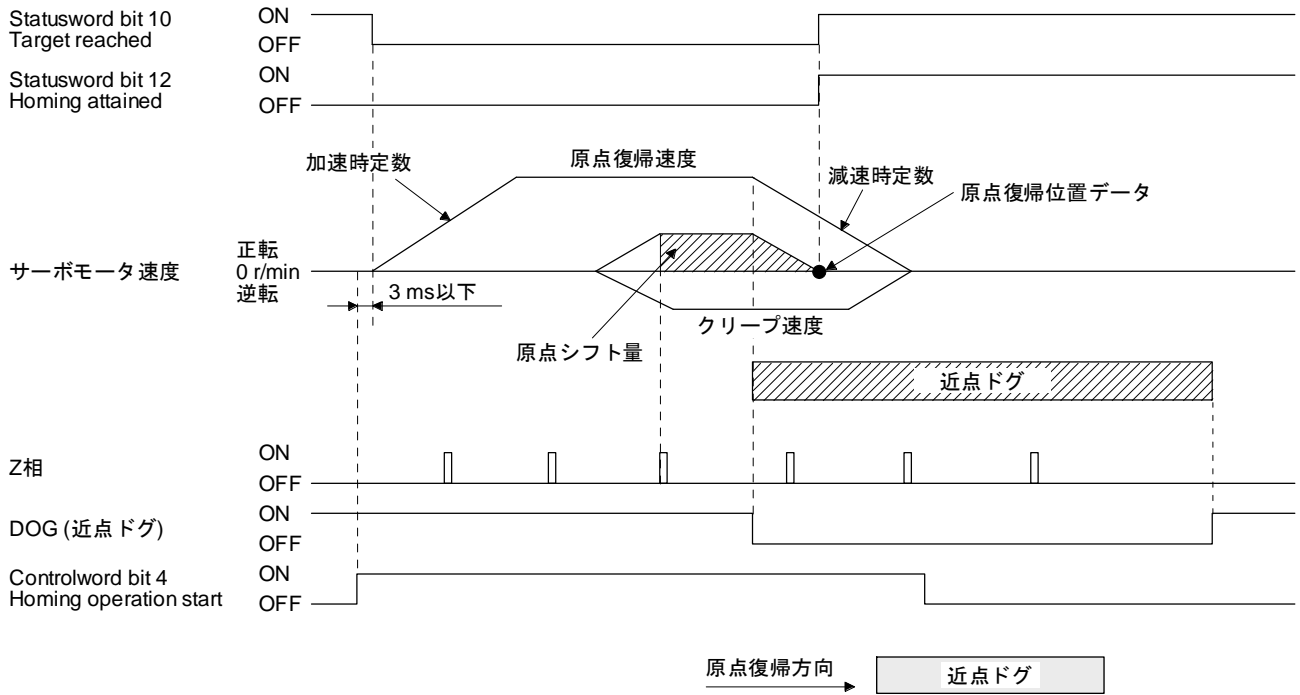 Statusword bit 10
Target reached
ON
OFF
Statusword bit 12
Homing attained
ON
OFF
加速時定数
原点復帰速度
減速時定数
原点復帰位置データ
サーボモータ速度
正転
0 r/min
逆転
3 ms以下
クリープ速度
原点シフト量
近点ドグ
Z相
ON
OFF
DOG (近点ドグ)
ON
OFF
Controlword bit 4
Homing operation start
ON
OFF
原点復帰方向
近点ドグ